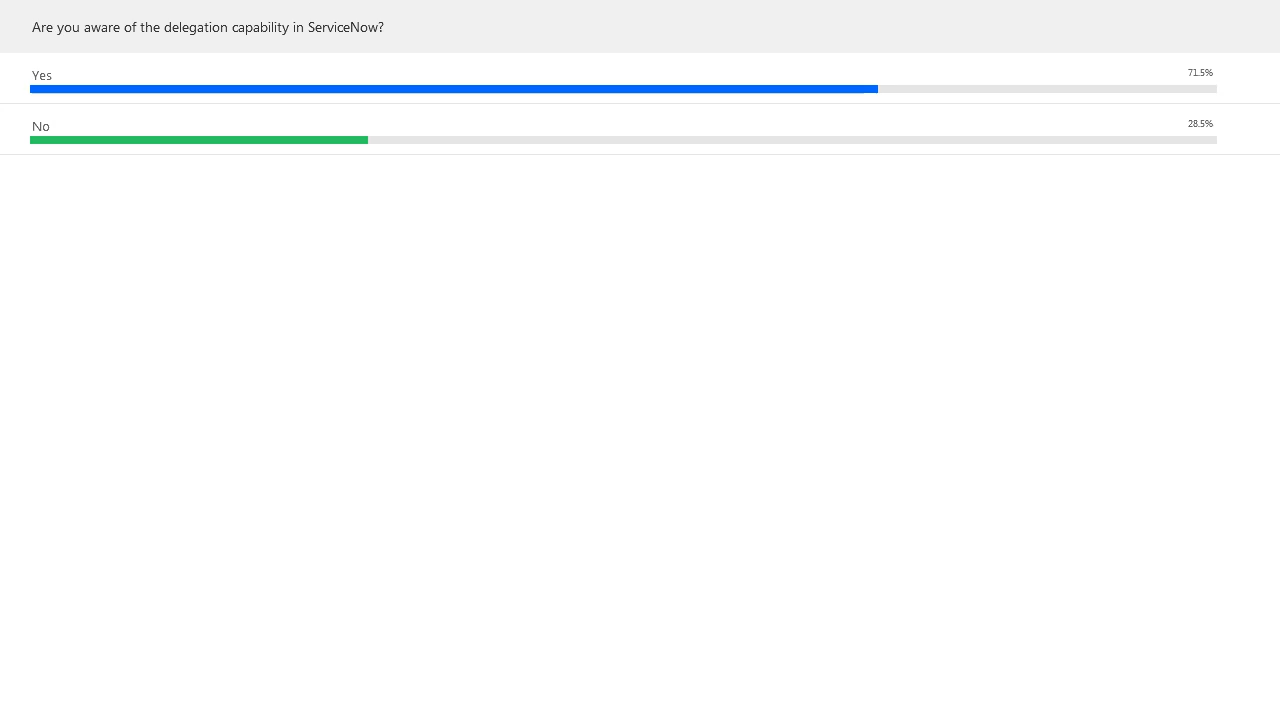 Are you aware of the delegation capability in ServiceNow?
Yes
71.5%
No
28.5%